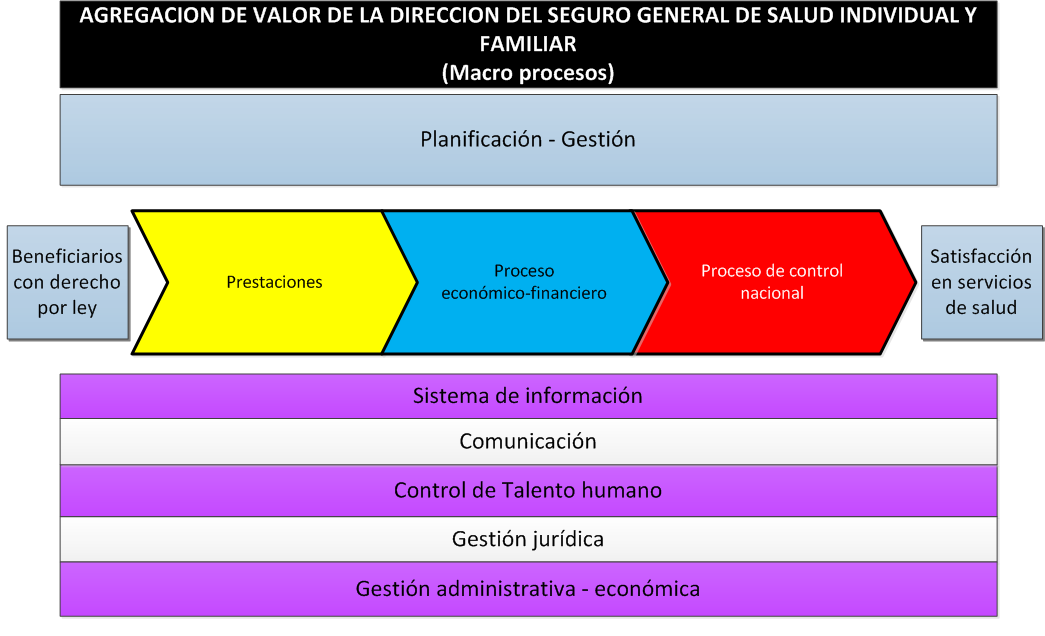 AGREGACION DE VALOR DE LA DIRECCION DEL SEGURO GENERAL DE SALUD INDIVIDUAL Y
FAMILIAR
(Macro procesos)
Planificación - Gestión
Beneficiarios
con derecho
por ley
Prestaciones
Proceso
económico-financiero
Proceso de control
nacional
Satisfacción
en servicios
de salud
Sistema de información
Comunicación
Control de Talento humano
Gestión jurídica
Gestión administrativa - económica